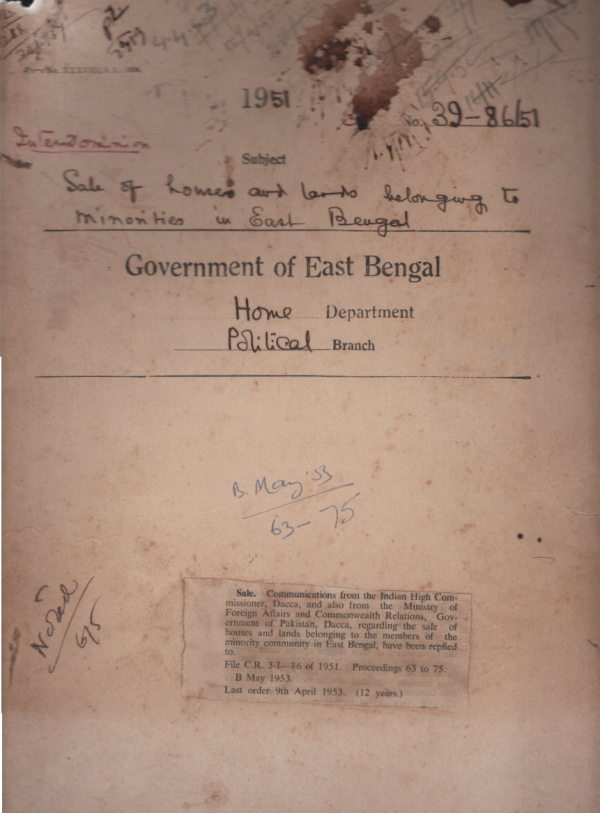 1951
No. 39-86/51
Interdominion
Subject
Sale of houses and lands belonging to
minorities in East Bengal
Government of East Bengal
Home Department
Political Branch
B. May '53
63-75
Noted
6/5
Sale. Communications from the Indian High Com-
missioner, Dacca, and also from the Ministry of
Foreign Affairs and Commonwealth Relations, Gov-
ernment of Pakistan, Dacca, regarding the sale of
houses and lands belonging to the members of the
minority community in East Bengal, have been replied
to.
File C.R. 3-I—86 of 1951. Proceedings 63 to 75.
B May 1953.
Last order 9th April 1953. (12 years.)